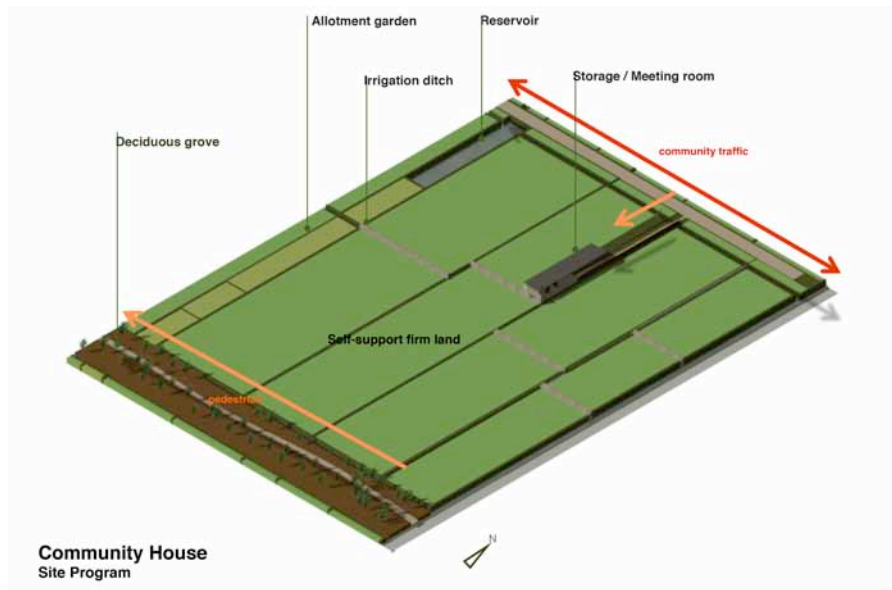 Allotment garden
Reservoir
Irrigation ditch
Storage / Meeting room
Deciduous grove
community traffic
Self-support firm land
pedestrian
N
Community House
Site Program